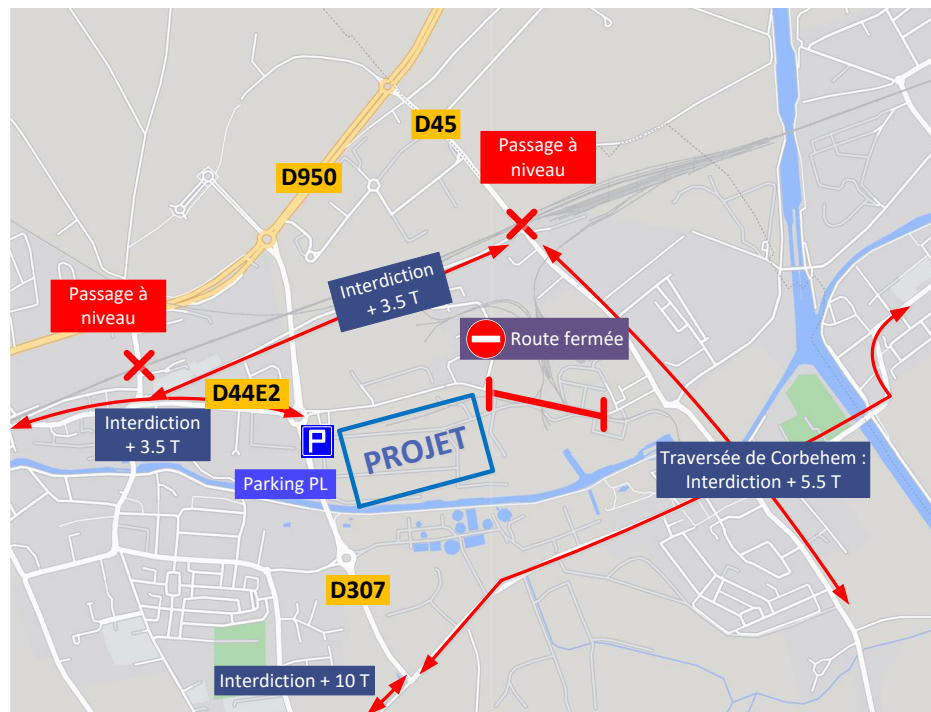 D45
Passage à
niveau
D950
Interdiction
+ 3.5 T
Passage à
niveau
Route fermée
D44E2
Interdiction
+ 3.5 T
P
PROJET
Parking PL
Traversée de Corbehem :
Interdiction + 5.5 T
D307
Interdiction + 10 T